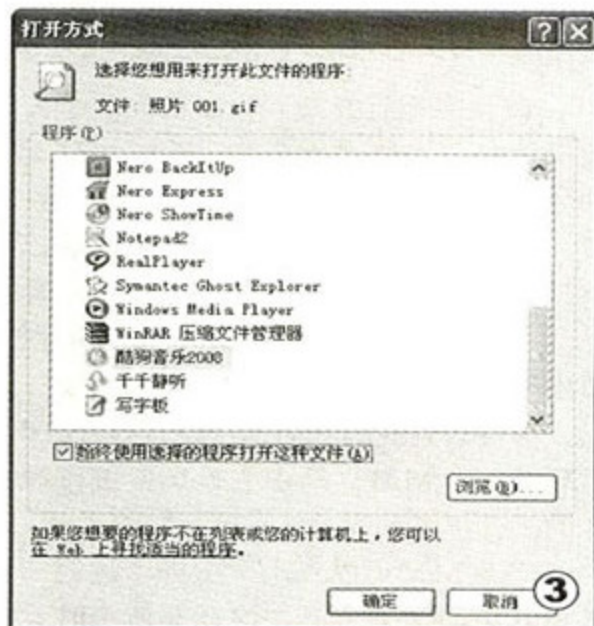 打开方式
选择您想用来打开此文件的程序:
文件: 照片 001.gif
程序(P)
Nero BackItUp
Nero Express
Nero ShowTime
Notepad2
RealPlayer
Symantec Ghost Explorer
Windows Media Player
WinRAR 压缩文件管理器
酷狗音乐2008
千千静听
写字板
始终使用选择的程序打开这种文件(A)
浏览(B)...
如果您想要的程序不在列表或您的计算机上，您可以
在 Web 上寻找适当的程序。
确定
取消
③